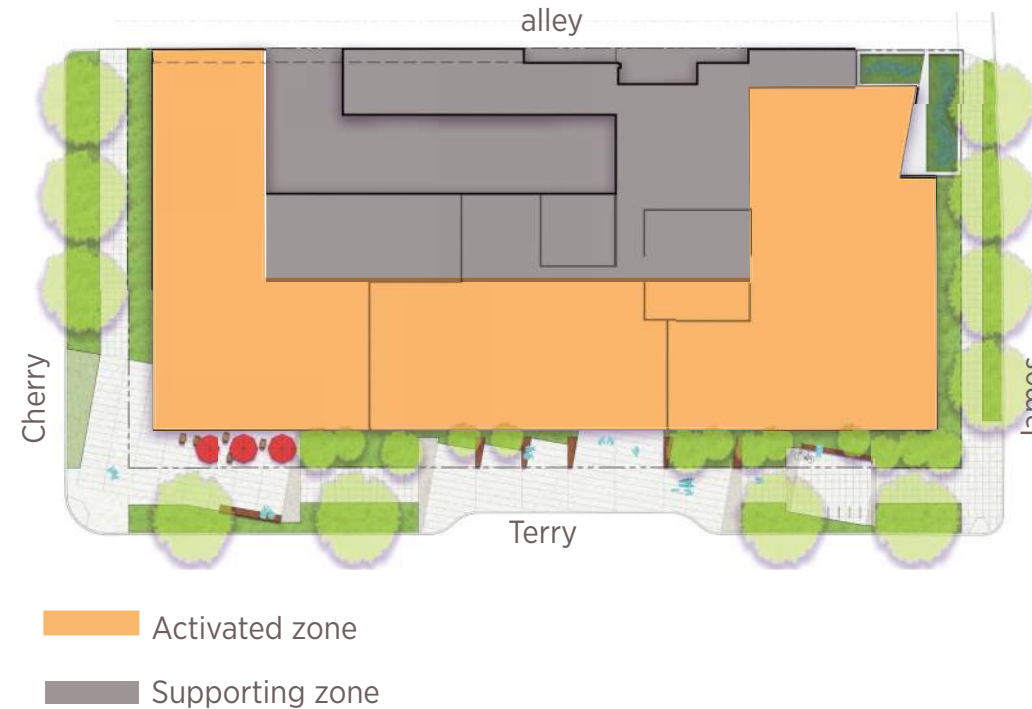 alley
Cherry
James
Terry
Activated zone
Supporting zone